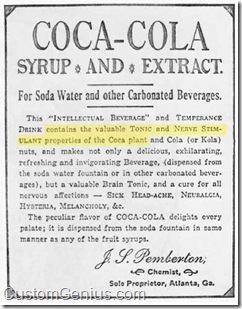 COCA-COLA
SYRUP ✦ AND ✦ EXTRACT.
For Soda Water and other Carbonated Beverages.
This "INTELLECTUAL BEVERAGE" and TEMPERANCE
DRINK contains the valuable TONIC and NERVE STIM-
ULANT properties of the Coca plant and Cola (or Kola)
nuts, and makes not only a delicious, exhilarating,
refreshing and invigorating Beverage, (dispensed from
the soda water fountain or in other carbonated bever-
ages), but a valuable Brain Tonic, and a cure for all
nervous affections — SICK HEAD-ACHE, NEURALGIA,
HYSTERIA, MELANCHOLY, &c.
The peculiar flavor of COCA-COLA delights every
palate; it is dispensed from the soda fountain in same
manner as any of the fruit syrups.
J. S. Pemberton;
Chemist,
Sole Proprietor, Atlanta, Ga.
CustomGenius.com